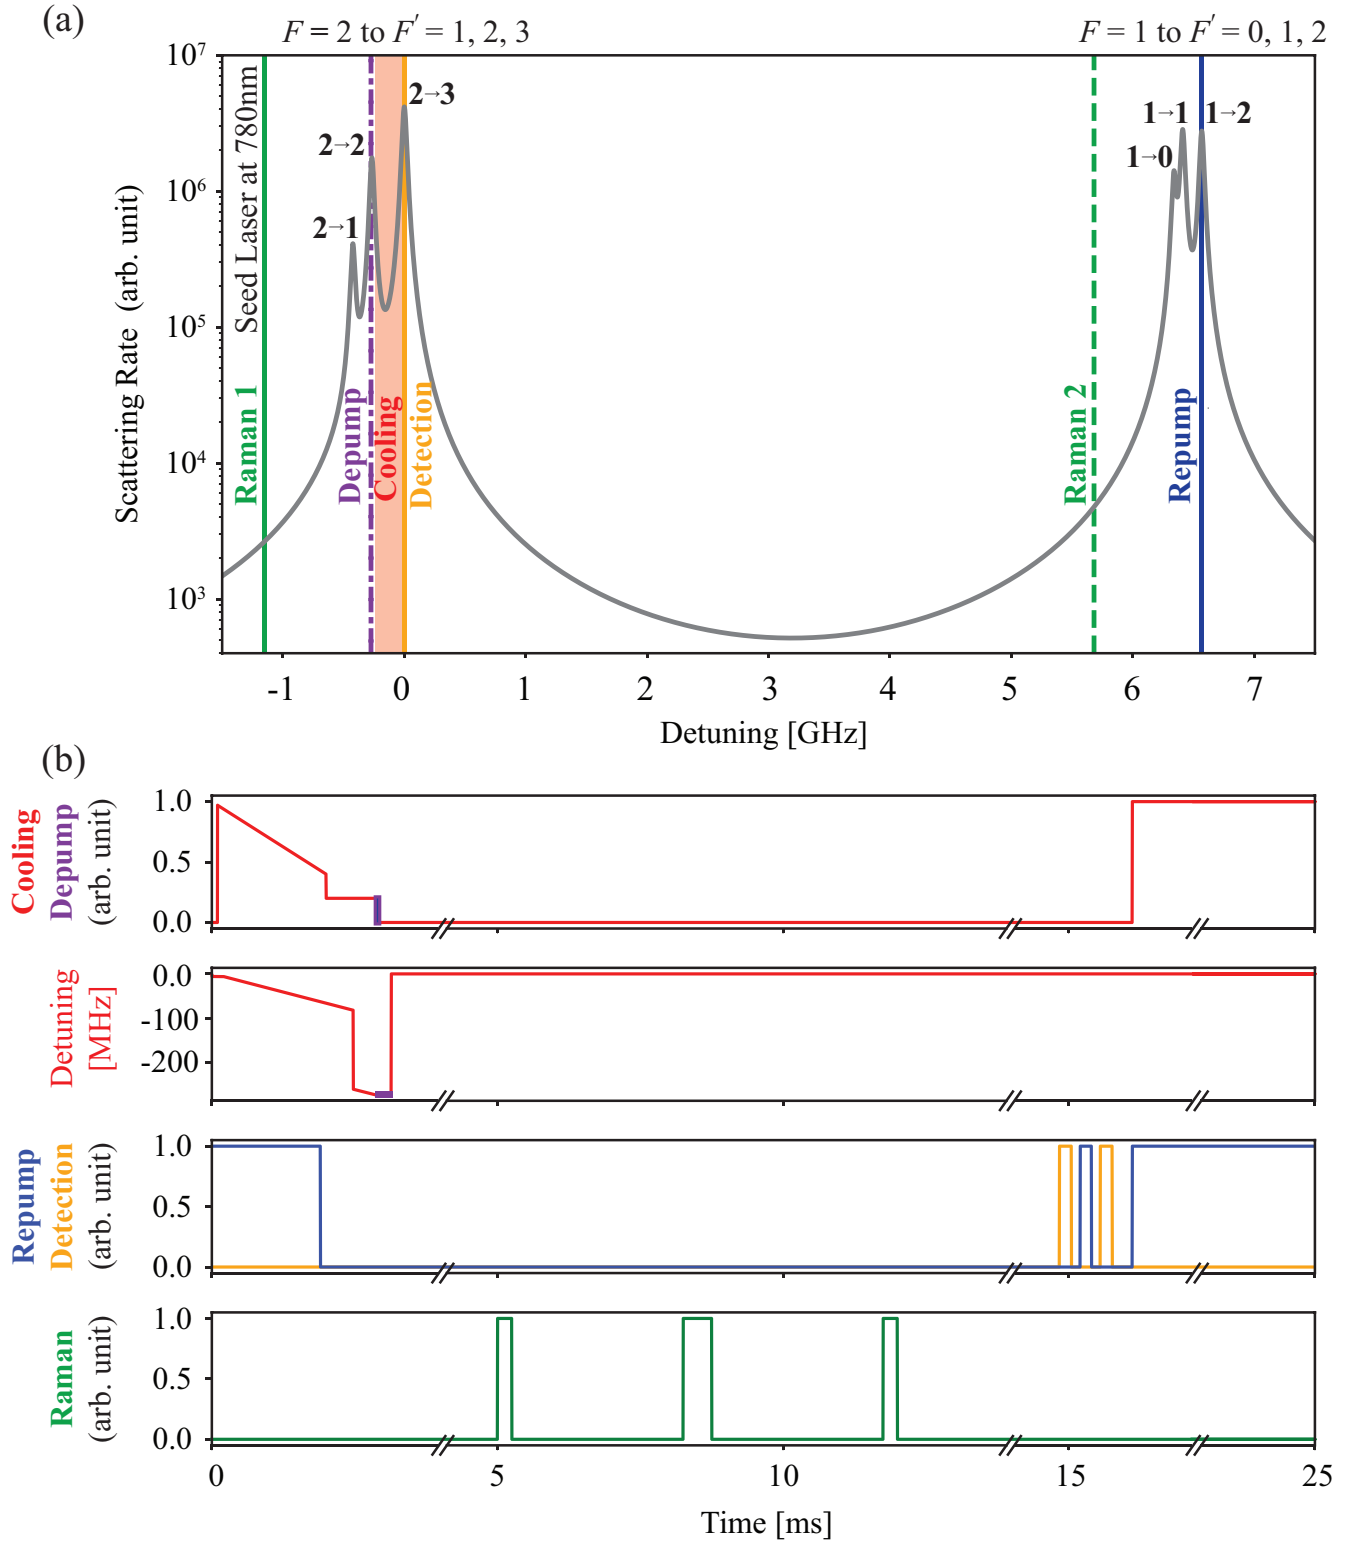 (a)
F = 2 to F′ = 1, 2, 3
F = 1 to F′ = 0, 1, 2
10⁷
10⁶
10⁵
10⁴
10³
Scattering Rate (arb. unit)
Seed Laser at 780nm
Raman 1
2→1
2→2
2→3
Depump
Cooling
Detection
Raman 2
1→0
1→1
1→2
Repump
-1
0
1
2
3
4
5
6
7
Detuning [GHz]
(b)
Cooling
Depump
(arb. unit)
1.0
0.5
0.0
Detuning
[MHz]
0.0
-100
-200
Repump
Detection
(arb. unit)
1.0
0.5
0.0
Raman
(arb. unit)
1.0
0.5
0.0
0
5
10
15
25
Time [ms]